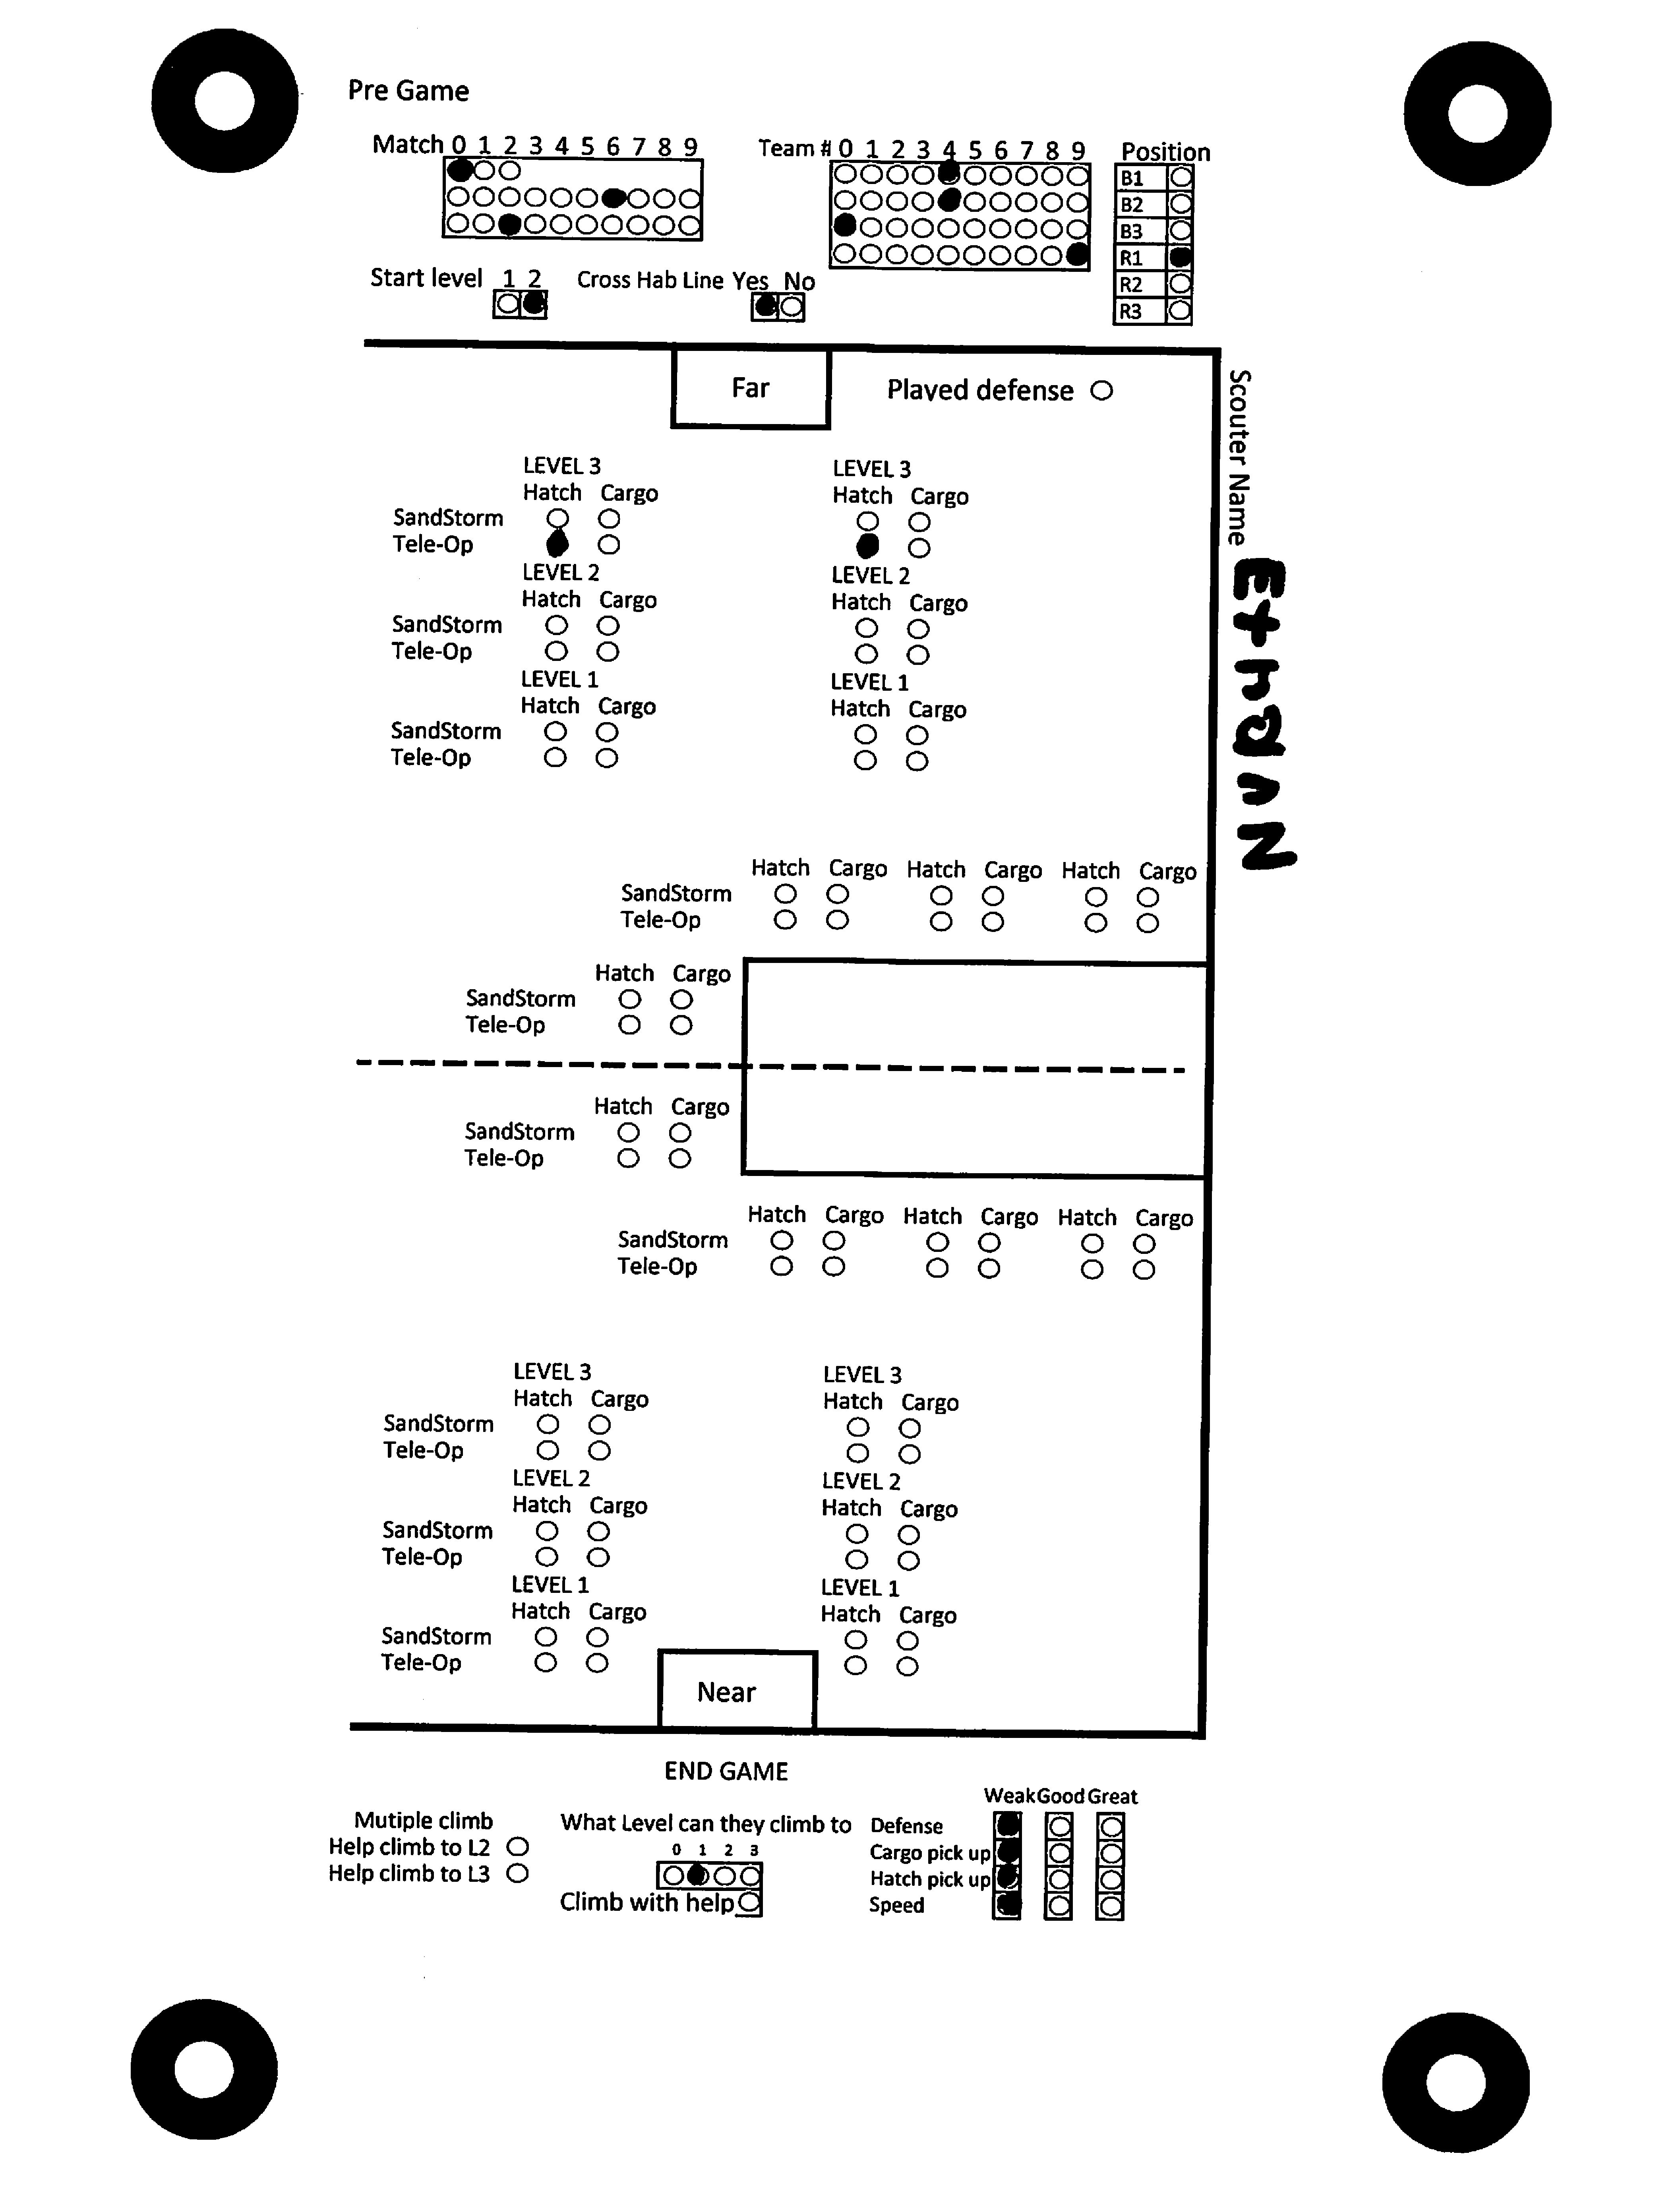 Pre Game
Match 0 1 2 3 4 5 6 7 8 9
Team # 0 1 2 3 4 5 6 7 8 9
Position
B1
B2
B3
R1
R2
R3
Start level 1 2 Cross Hab Line Yes No
Far
Played defense
Scouter Name
EthaN
LEVEL 3 LEVEL 3
Hatch Cargo Hatch Cargo
SandStorm
Tele-Op
LEVEL 2 LEVEL 2
Hatch Cargo Hatch Cargo
SandStorm
Tele-Op
LEVEL 1 LEVEL 1
Hatch Cargo Hatch Cargo
SandStorm
Tele-Op
Hatch Cargo Hatch Cargo Hatch Cargo
SandStorm
Tele-Op
Hatch Cargo
SandStorm
Tele-Op
Hatch Cargo
SandStorm
Tele-Op
Hatch Cargo Hatch Cargo Hatch Cargo
SandStorm
Tele-Op
LEVEL 3 LEVEL 3
Hatch Cargo Hatch Cargo
SandStorm
Tele-Op
LEVEL 2 LEVEL 2
Hatch Cargo Hatch Cargo
SandStorm
Tele-Op
LEVEL 1 LEVEL 1
Hatch Cargo Hatch Cargo
SandStorm
Tele-Op
Near
END GAME
Mutiple climb
Help climb to L2
Help climb to L3
What Level can they climb to
0 1 2 3
Climb with help
Weak Good Great
Defense
Cargo pick up
Hatch pick up
Speed